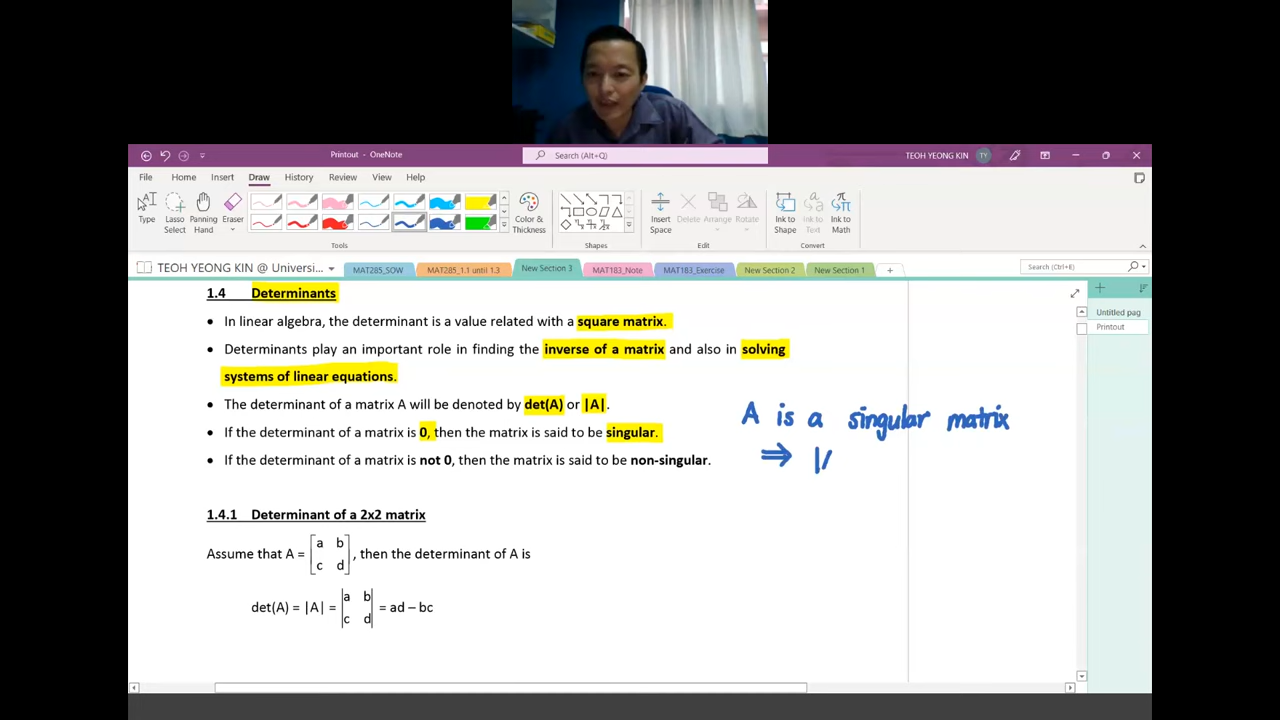 Printout - OneNote
Search (Alt+Q)
TEOH YEONG KIN TY
File Home Insert Draw History Review View Help
Type Lasso Select Panning Hand Eraser Color & Thickness Insert Space Delete Arrange Rotate Ink to Shape Ink to Text Ink to Math
Tools Shapes Edit Convert
TEOH YEONG KIN @ Universi... MAT285_SOW MAT285_1.1 until 1.3 New Section 3 MAT183_Note MAT183_Exercise New Section 2 New Section 1 + Search (Ctrl+E)
Untitled pag
Printout
1.4 Determinants
• In linear algebra, the determinant is a value related with a square matrix.
• Determinants play an important role in finding the inverse of a matrix and also in solving
systems of linear equations.
• The determinant of a matrix A will be denoted by det(A) or |A|.
• If the determinant of a matrix is 0, then the matrix is said to be singular.
• If the determinant of a matrix is not 0, then the matrix is said to be non-singular.
A is a singular matrix
⇒ |/
1.4.1 Determinant of a 2x2 matrix
Assume that A = [a b
c d], then the determinant of A is
det(A) = |A| = |a b
c d| = ad – bc